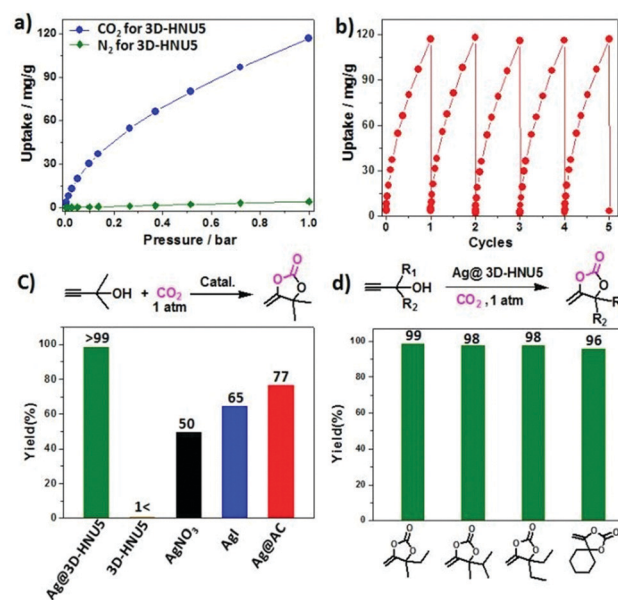 a)
CO2 for 3D-HNU5
N2 for 3D-HNU5
Uptake / mg/g
120
90
60
30
0
0.0 0.2 0.4 0.6 0.8 1.0
Pressure / bar
b)
Uptake / mg/g
120
90
60
30
0
0 1 2 3 4 5
Cycles
C)
OH + CO2 Catal.
1 atm
O
O O
Yield(%)
100
80
60
40
20
0
>99
1<
50
65
77
Ag@3D-HNU5
3D-HNU5
AgNO3
AgI
Ag@AC
d)
R1
OH
R2
Ag@ 3D-HNU5
CO2 ,1 atm
O
O O
R2
Yield(%)
100
80
60
40
20
0
99
98
98
96
O
O O
O
O O
O
O O
O
O
O